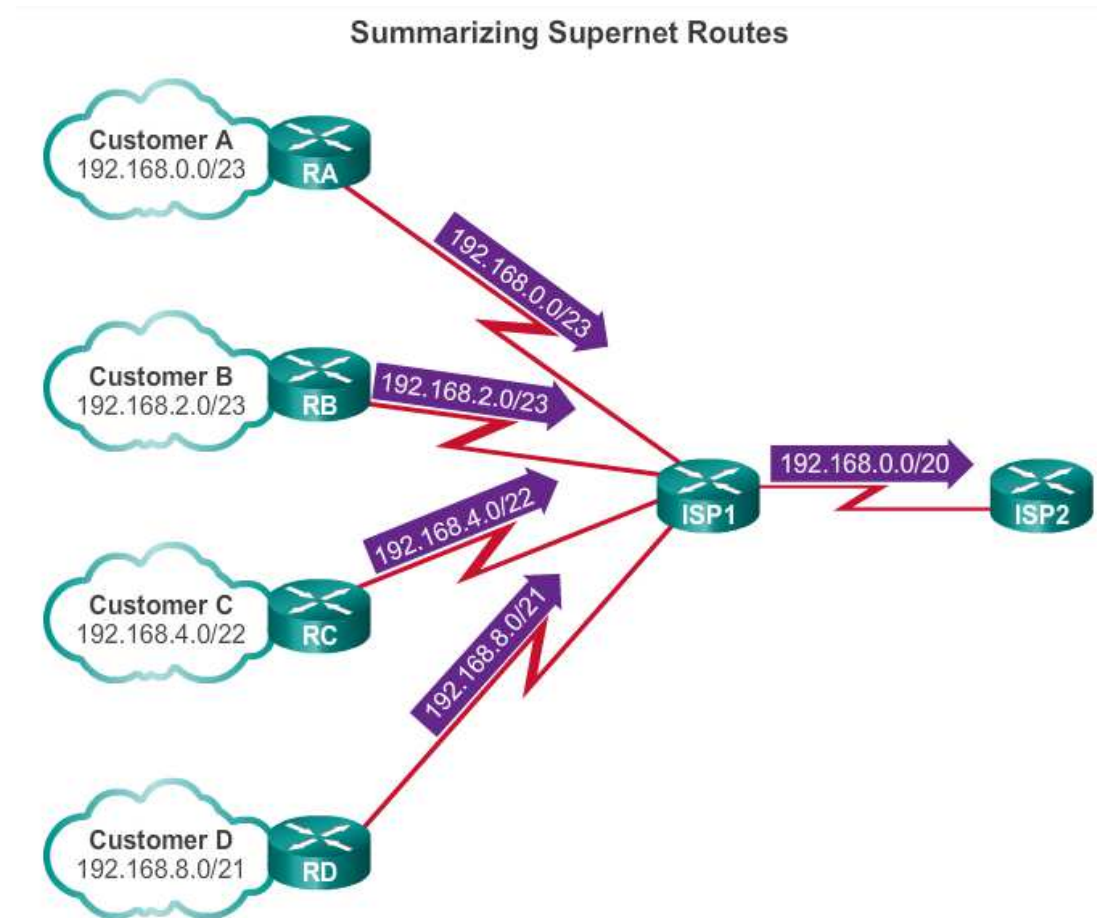 Summarizing Supernet Routes
Customer A
192.168.0.0/23
RA
192.168.0.0/23
Customer B
192.168.2.0/23
RB
192.168.2.0/23
192.168.0.0/20
ISP1
ISP2
192.168.4.0/22
Customer C
192.168.4.0/22
RC
192.168.8.0/21
Customer D
192.168.8.0/21
RD